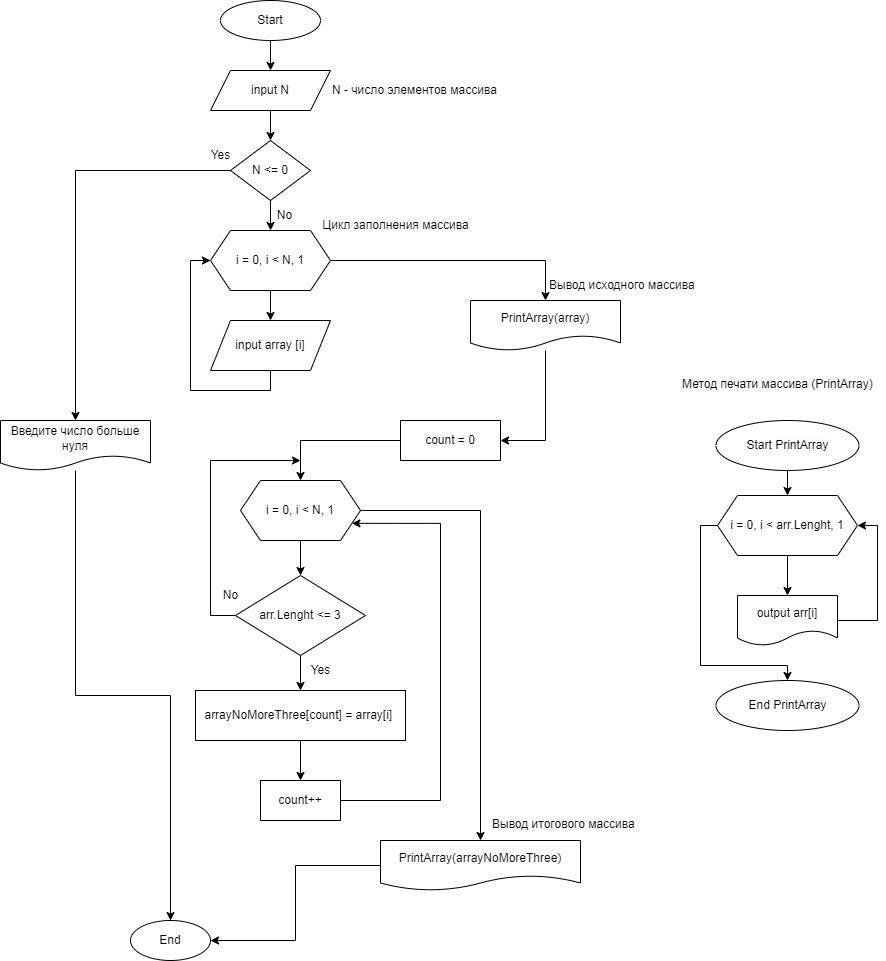 Start
input N
N - число элементов массива
Yes
N <= 0
No
Цикл заполнения массива
i = 0, i < N, 1
Вывод исходного массива
PrintArray(array)
input array [i]
Метод печати массива (PrintArray)
Введите число больше
нуля
count = 0
Start PrintArray
i = 0, i < N, 1
i = 0, i < arr.Lenght, 1
No
arr.Lenght <= 3
output arr[i]
Yes
arrayNoMoreThree[count] = array[i]
End PrintArray
count++
Вывод итогового массива
PrintArray(arrayNoMoreThree)
End